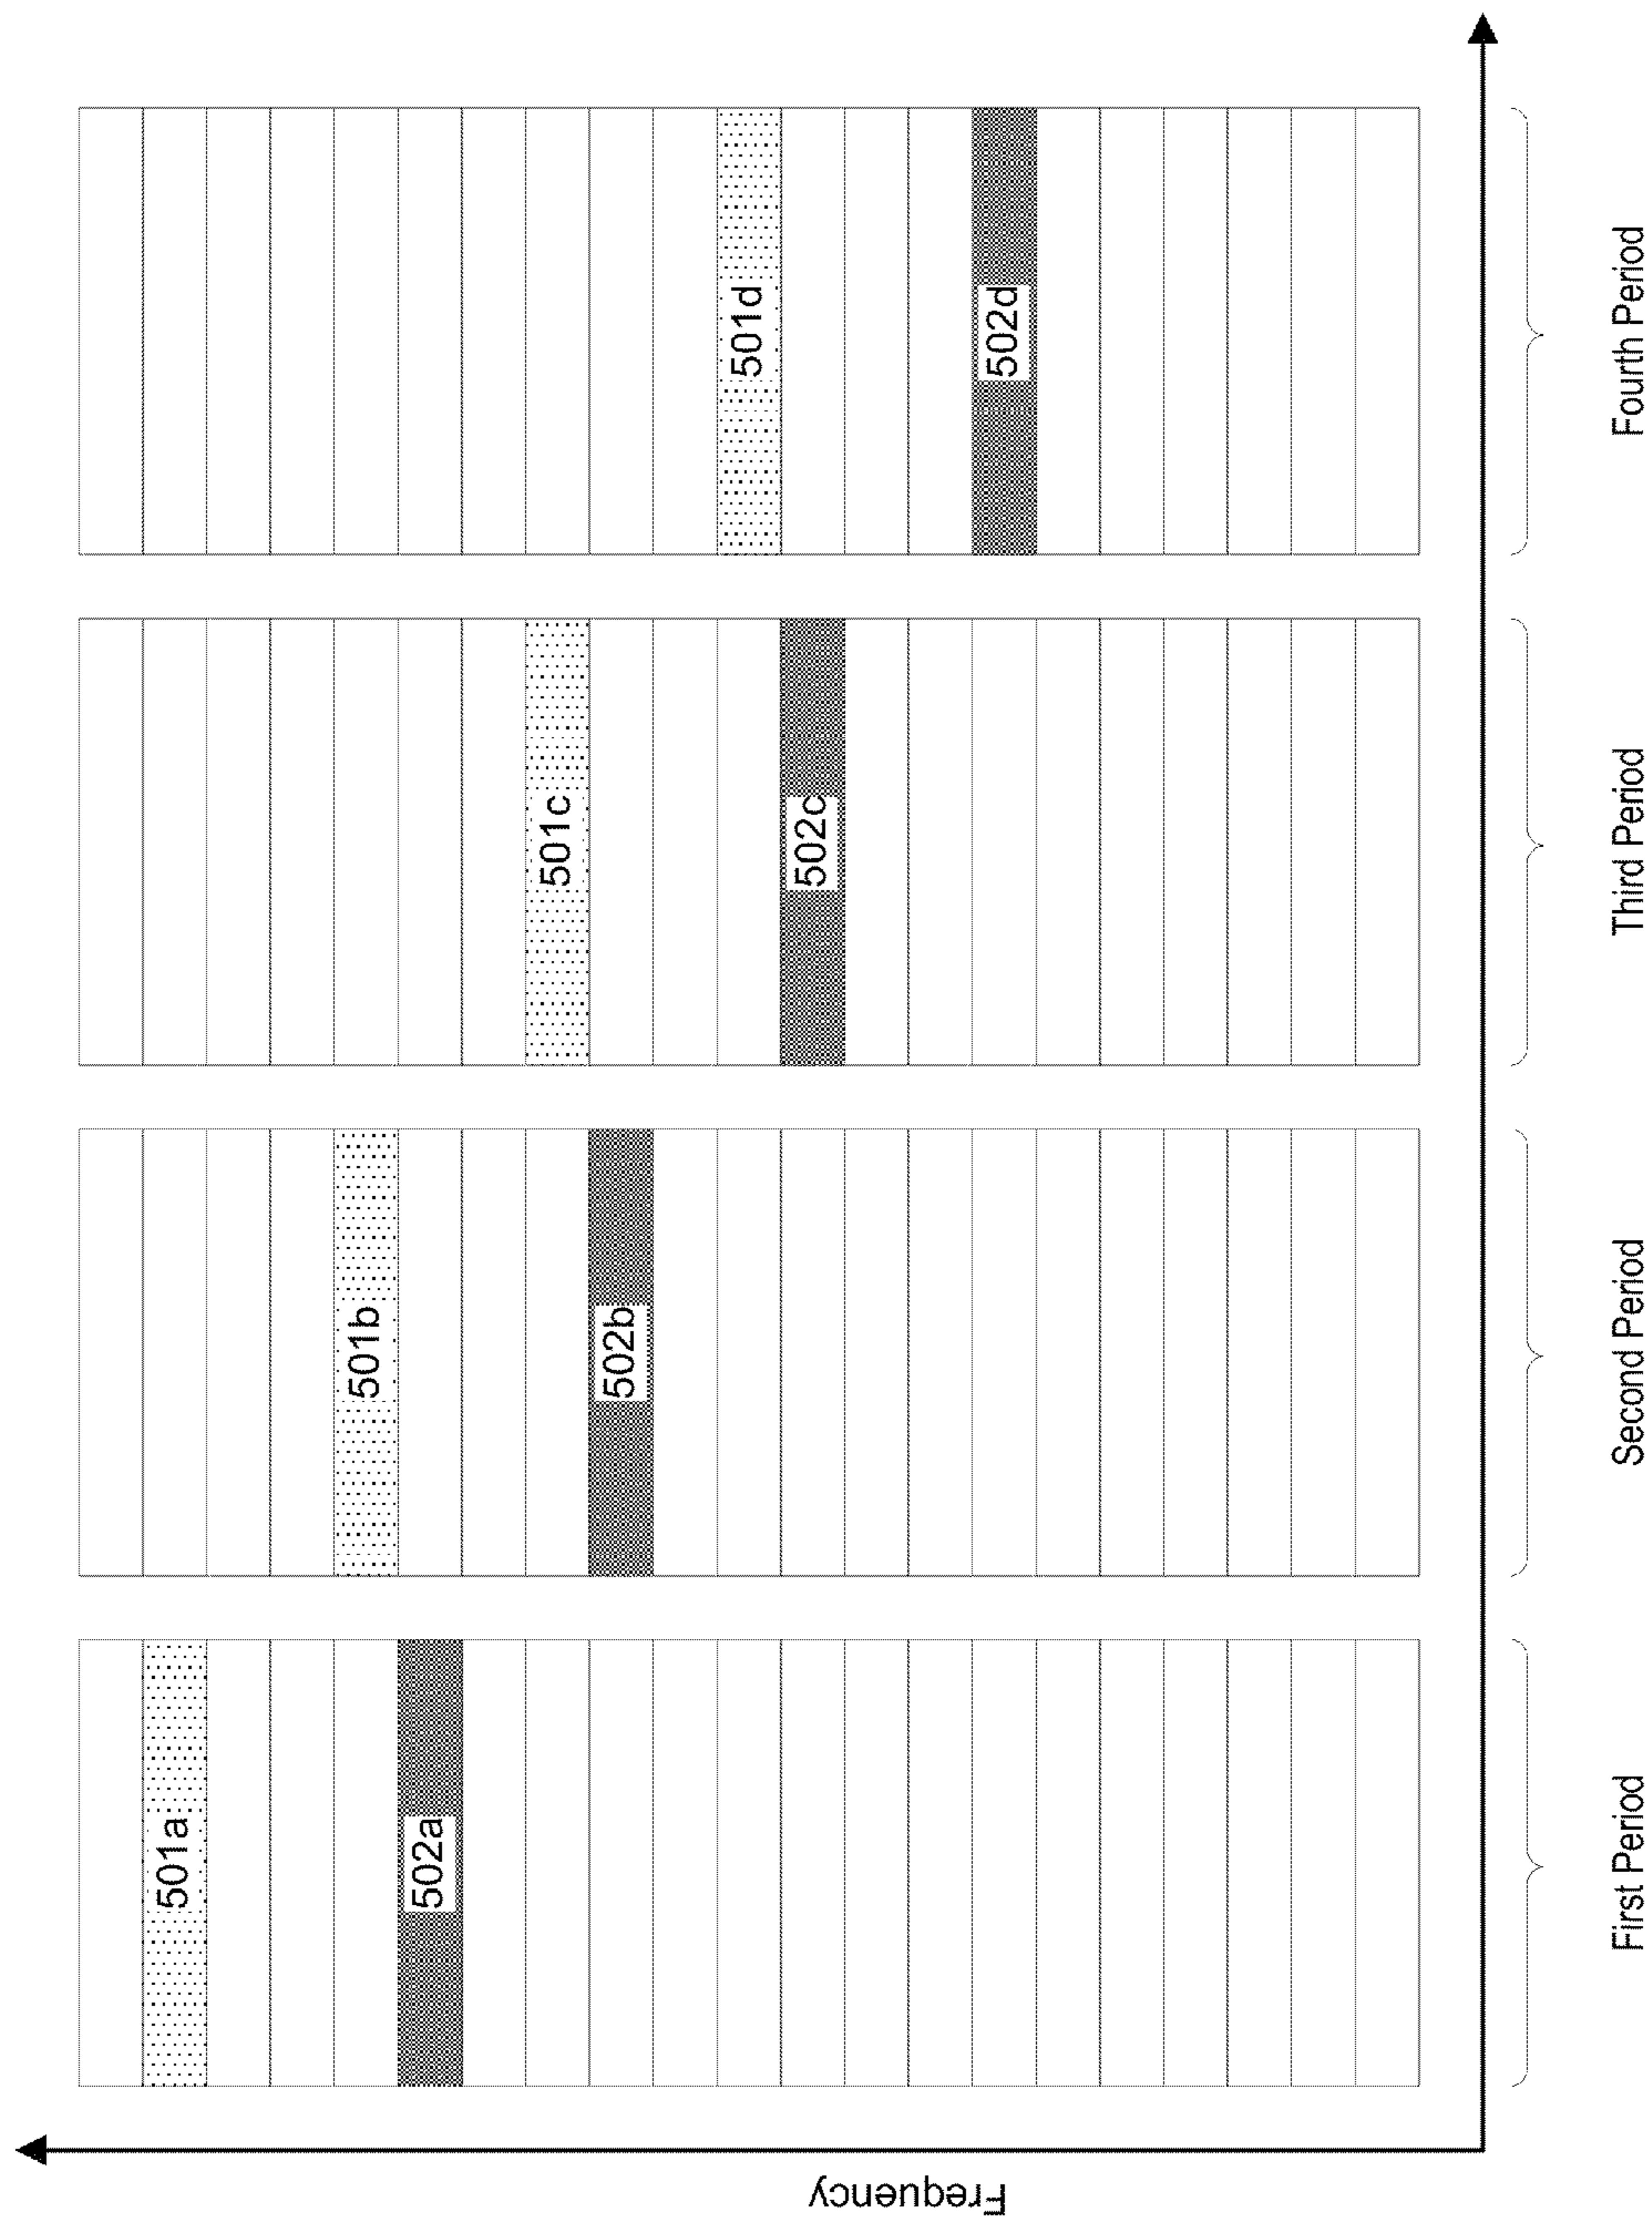 Frequency
501a
502a
501b
502b
501c
502c
501d
502d
First Period
Second Period
Third Period
Fourth Period